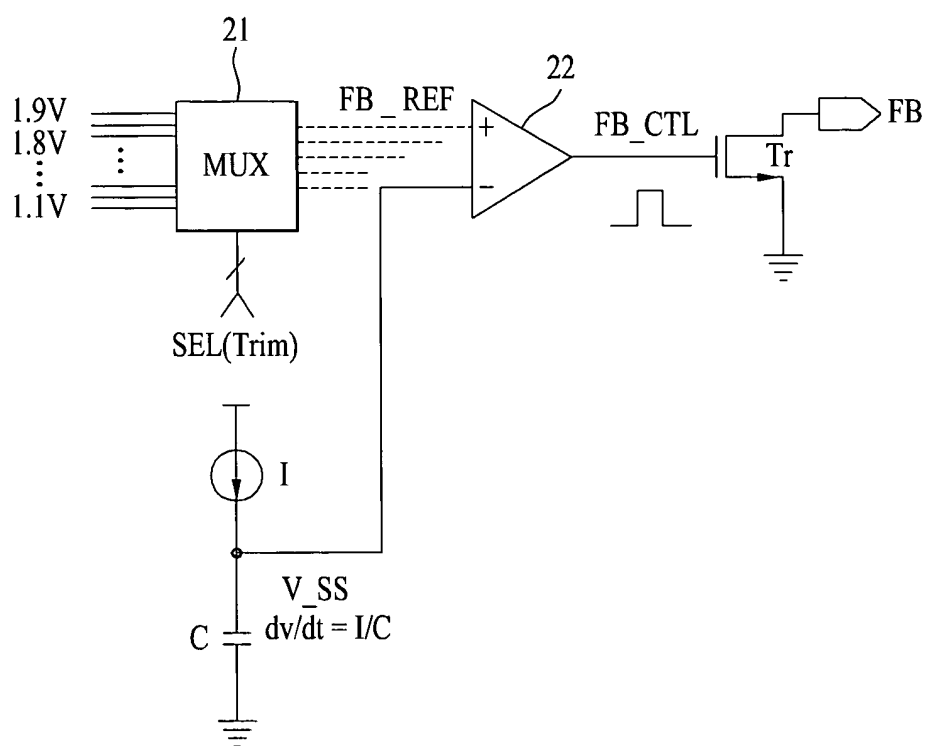 21
22
1.9V
1.8V
1.1V
MUX
FB_REF
+
−
FB_CTL
Tr
FB
SEL(Trim)
I
V_SS
dv/dt = I/C
C